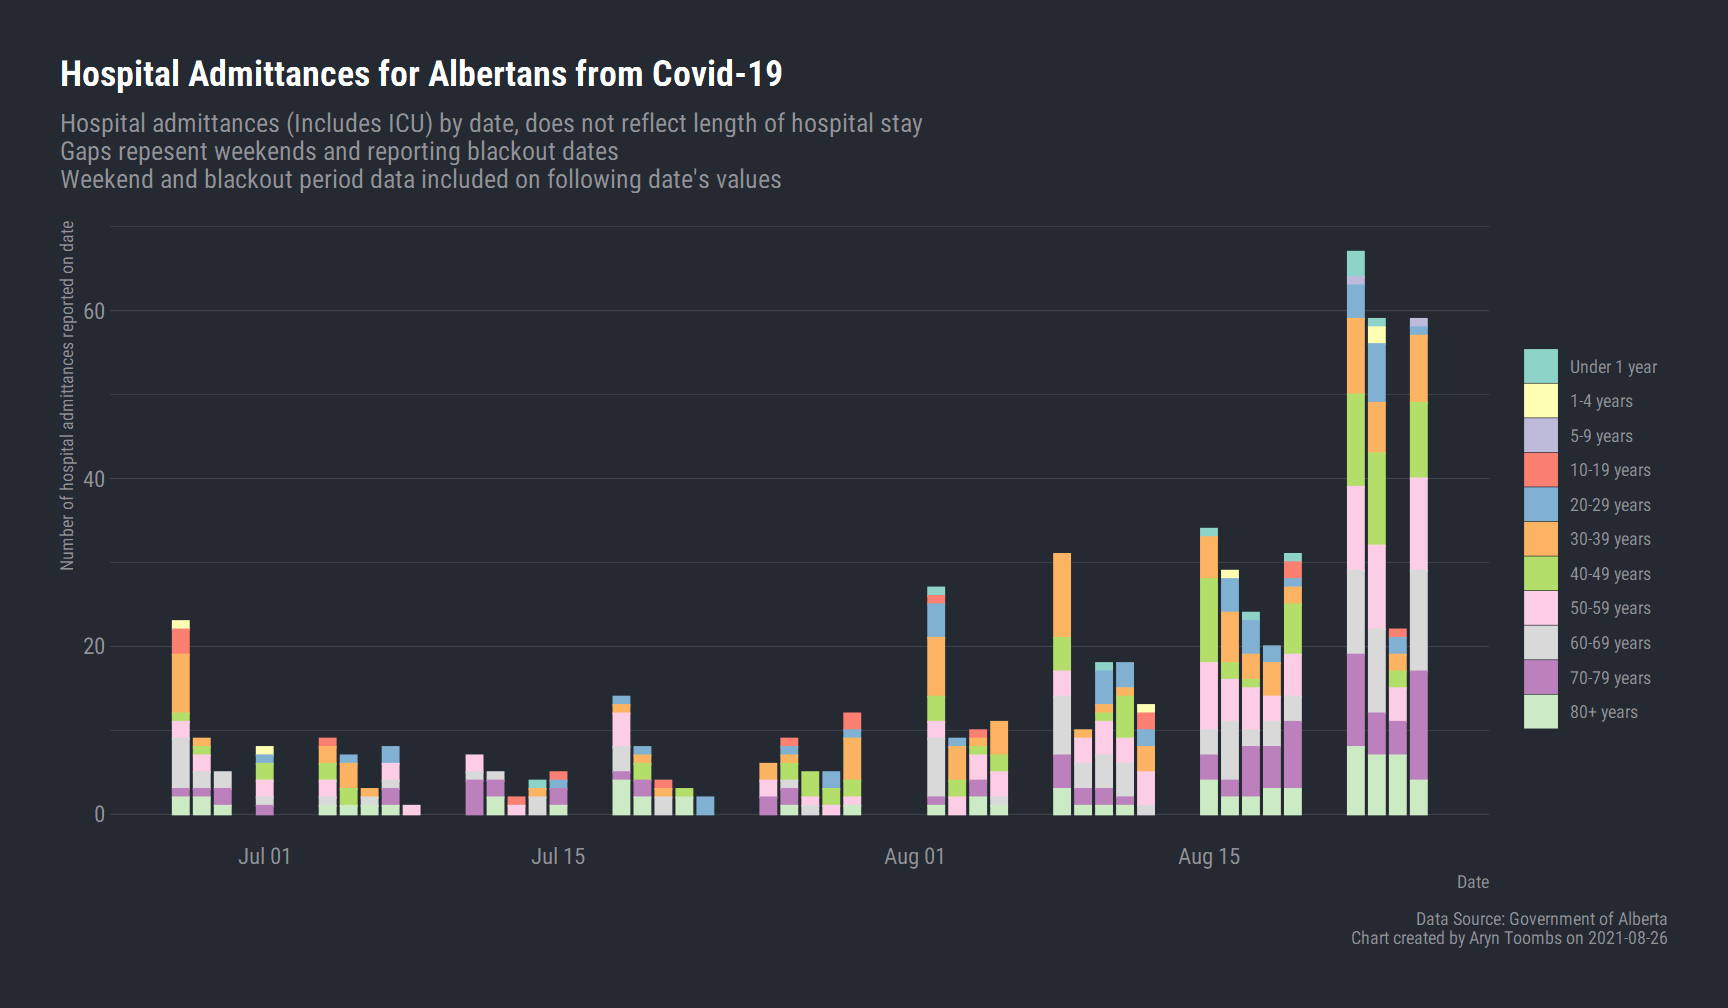 Hospital Admittances for Albertans from Covid-19
Hospital admittances (Includes ICU) by date, does not reflect length of hospital stay
Gaps repesent weekends and reporting blackout dates
Weekend and blackout period data included on following date's values
Number of hospital admittances reported on date
60
40
20
0
Jul 01
Jul 15
Aug 01
Aug 15
Date
Under 1 year
1-4 years
5-9 years
10-19 years
20-29 years
30-39 years
40-49 years
50-59 years
60-69 years
70-79 years
80+ years
Data Source: Government of Alberta
Chart created by Aryn Toombs on 2021-08-26